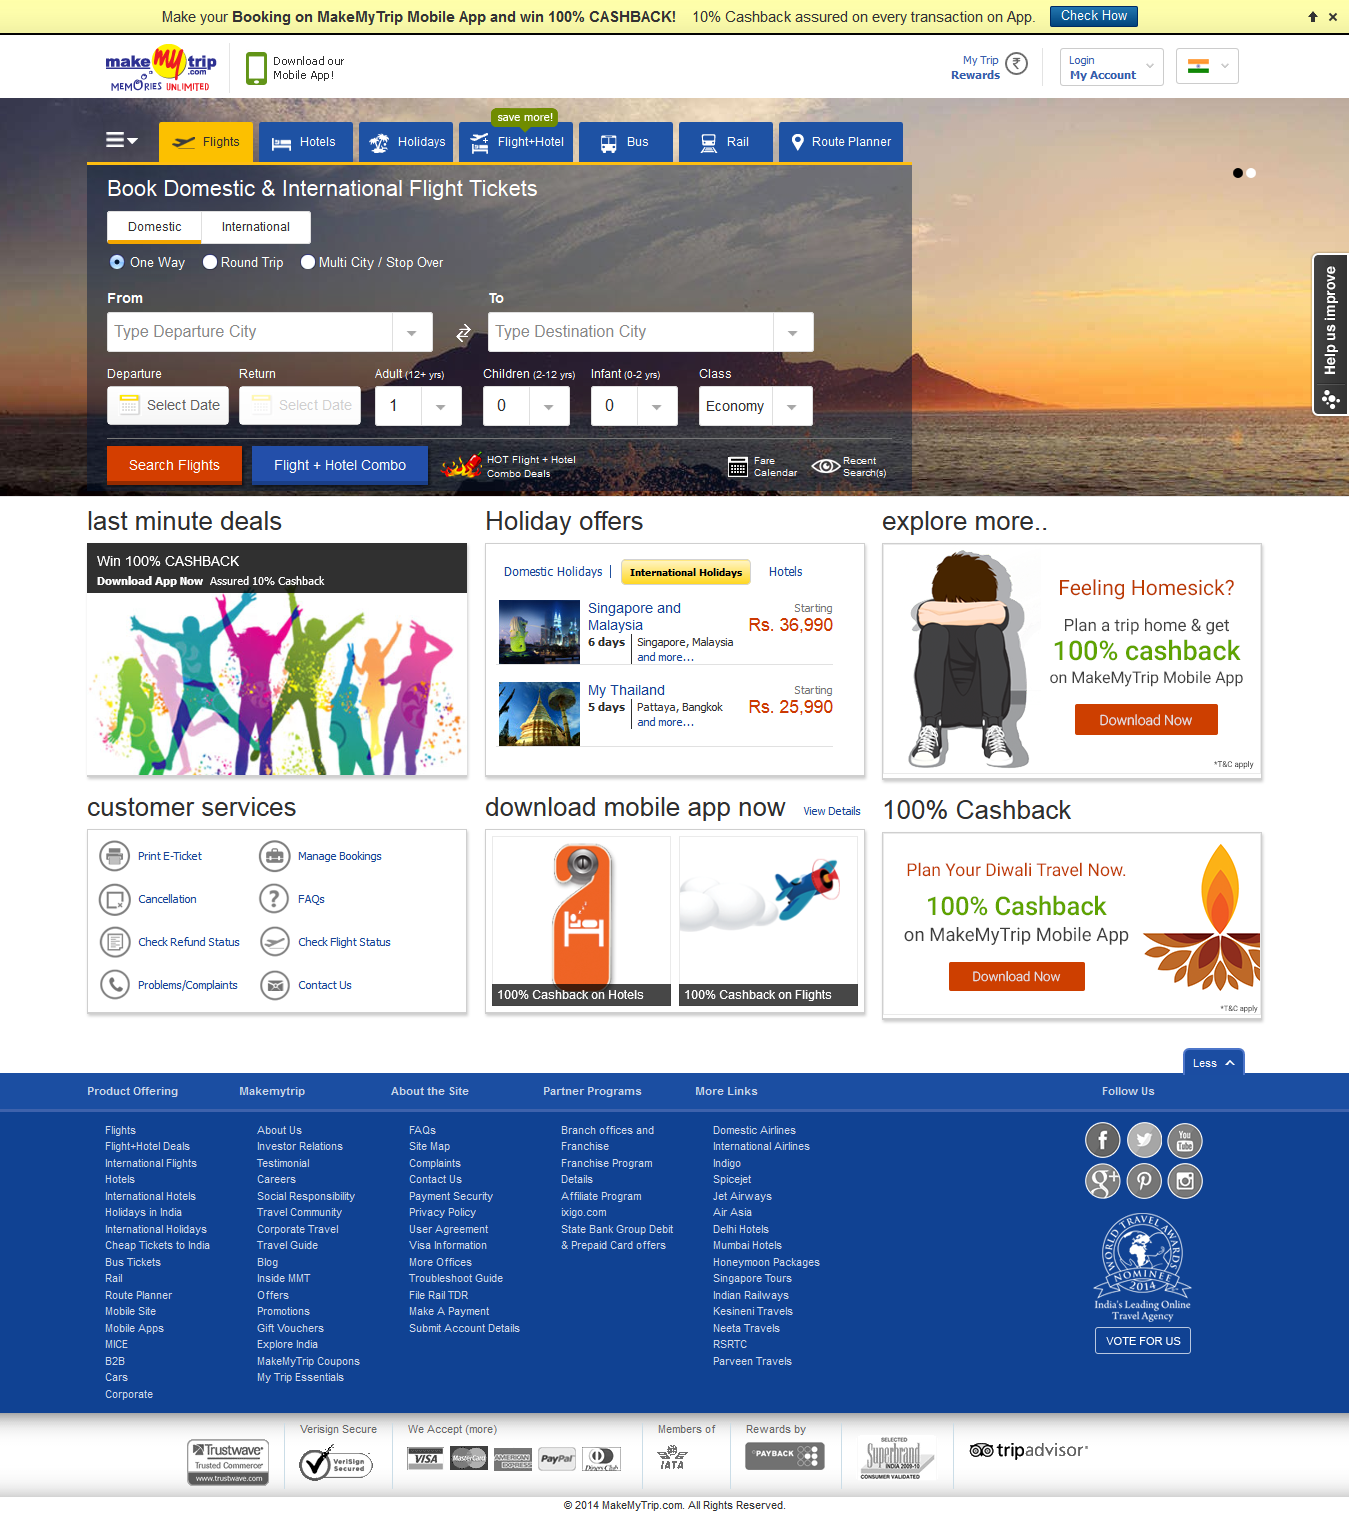 Make your Booking on MakeMyTrip Mobile App and win 100% CASHBACK! 10% Cashback assured on every transaction on App. Check How
make my trip .com
MEMORIES UNLIMITED
Download our
Mobile App!
My Trip
Rewards
Login
My Account
save more!
Flights Hotels Holidays Flight+Hotel Bus Rail Route Planner
Book Domestic & International Flight Tickets
Domestic International
One Way Round Trip Multi City / Stop Over
From To
Type Departure City Type Destination City
Departure Return Adult (12+ yrs) Children (2-12 yrs) Infant (0-2 yrs) Class
Select Date Select Date 1 0 0 Economy
Search Flights Flight + Hotel Combo
HOT Flight + Hotel
Combo Deals
Fare
Calendar
Recent
Search(s)
Help us improve
last minute deals
Win 100% CASHBACK
Download App Now Assured 10% Cashback
Holiday offers
Domestic Holidays | International Holidays Hotels
Singapore and
Malaysia
6 days Singapore, Malaysia
and more...
Starting
Rs. 36,990
My Thailand
5 days Pattaya, Bangkok
and more...
Starting
Rs. 25,990
explore more..
Feeling Homesick?
Plan a trip home & get
100% cashback
on MakeMyTrip Mobile App
Download Now
*T&C apply
customer services
Print E-Ticket Manage Bookings
Cancellation FAQs
Check Refund Status Check Flight Status
Problems/Complaints Contact Us
download mobile app now View Details
100% Cashback on Hotels 100% Cashback on Flights
100% Cashback
Plan Your Diwali Travel Now.
100% Cashback
on MakeMyTrip Mobile App
Download Now
*T&C apply
Less
Product Offering
Flights
Flight+Hotel Deals
International Flights
Hotels
International Hotels
Holidays in India
International Holidays
Cheap Tickets to India
Bus Tickets
Rail
Route Planner
Mobile Site
Mobile Apps
MICE
B2B
Cars
Corporate
Makemytrip
About Us
Investor Relations
Testimonial
Careers
Social Responsibility
Travel Community
Corporate Travel
Travel Guide
Blog
Inside MMT
Offers
Promotions
Gift Vouchers
Explore India
MakeMyTrip Coupons
My Trip Essentials
About the Site
FAQs
Site Map
Complaints
Contact Us
Payment Security
Privacy Policy
User Agreement
Visa Information
More Offices
Troubleshoot Guide
File Rail TDR
Make A Payment
Submit Account Details
Partner Programs
Branch offices and
Franchise
Franchise Program
Details
Affiliate Program
ixigo.com
State Bank Group Debit
& Prepaid Card offers
More Links
Domestic Airlines
International Airlines
Indigo
Spicejet
Jet Airways
Air Asia
Delhi Hotels
Mumbai Hotels
Honeymoon Packages
Singapore Tours
Indian Railways
Kesineni Travels
Neeta Travels
RSRTC
Parveen Travels
Follow Us
You
Tube
WORLD TRAVEL AWARDS
NOMINEE
2014
India's Leading Online
Travel Agency
VOTE FOR US
Trustwave
Trusted Commerce
www.trustwave.com
Verisign Secure
VeriSign
Secured
We Accept (more)
VISA MasterCard AMERICAN EXPRESS PayPal Diners Club
Members of
IATA
Rewards by
PAYBACK
SELECTED
Superbrand
INDIA 2009-10
CONSUMER VALIDATED
tripadvisor
© 2014 MakeMyTrip.com. All Rights Reserved.